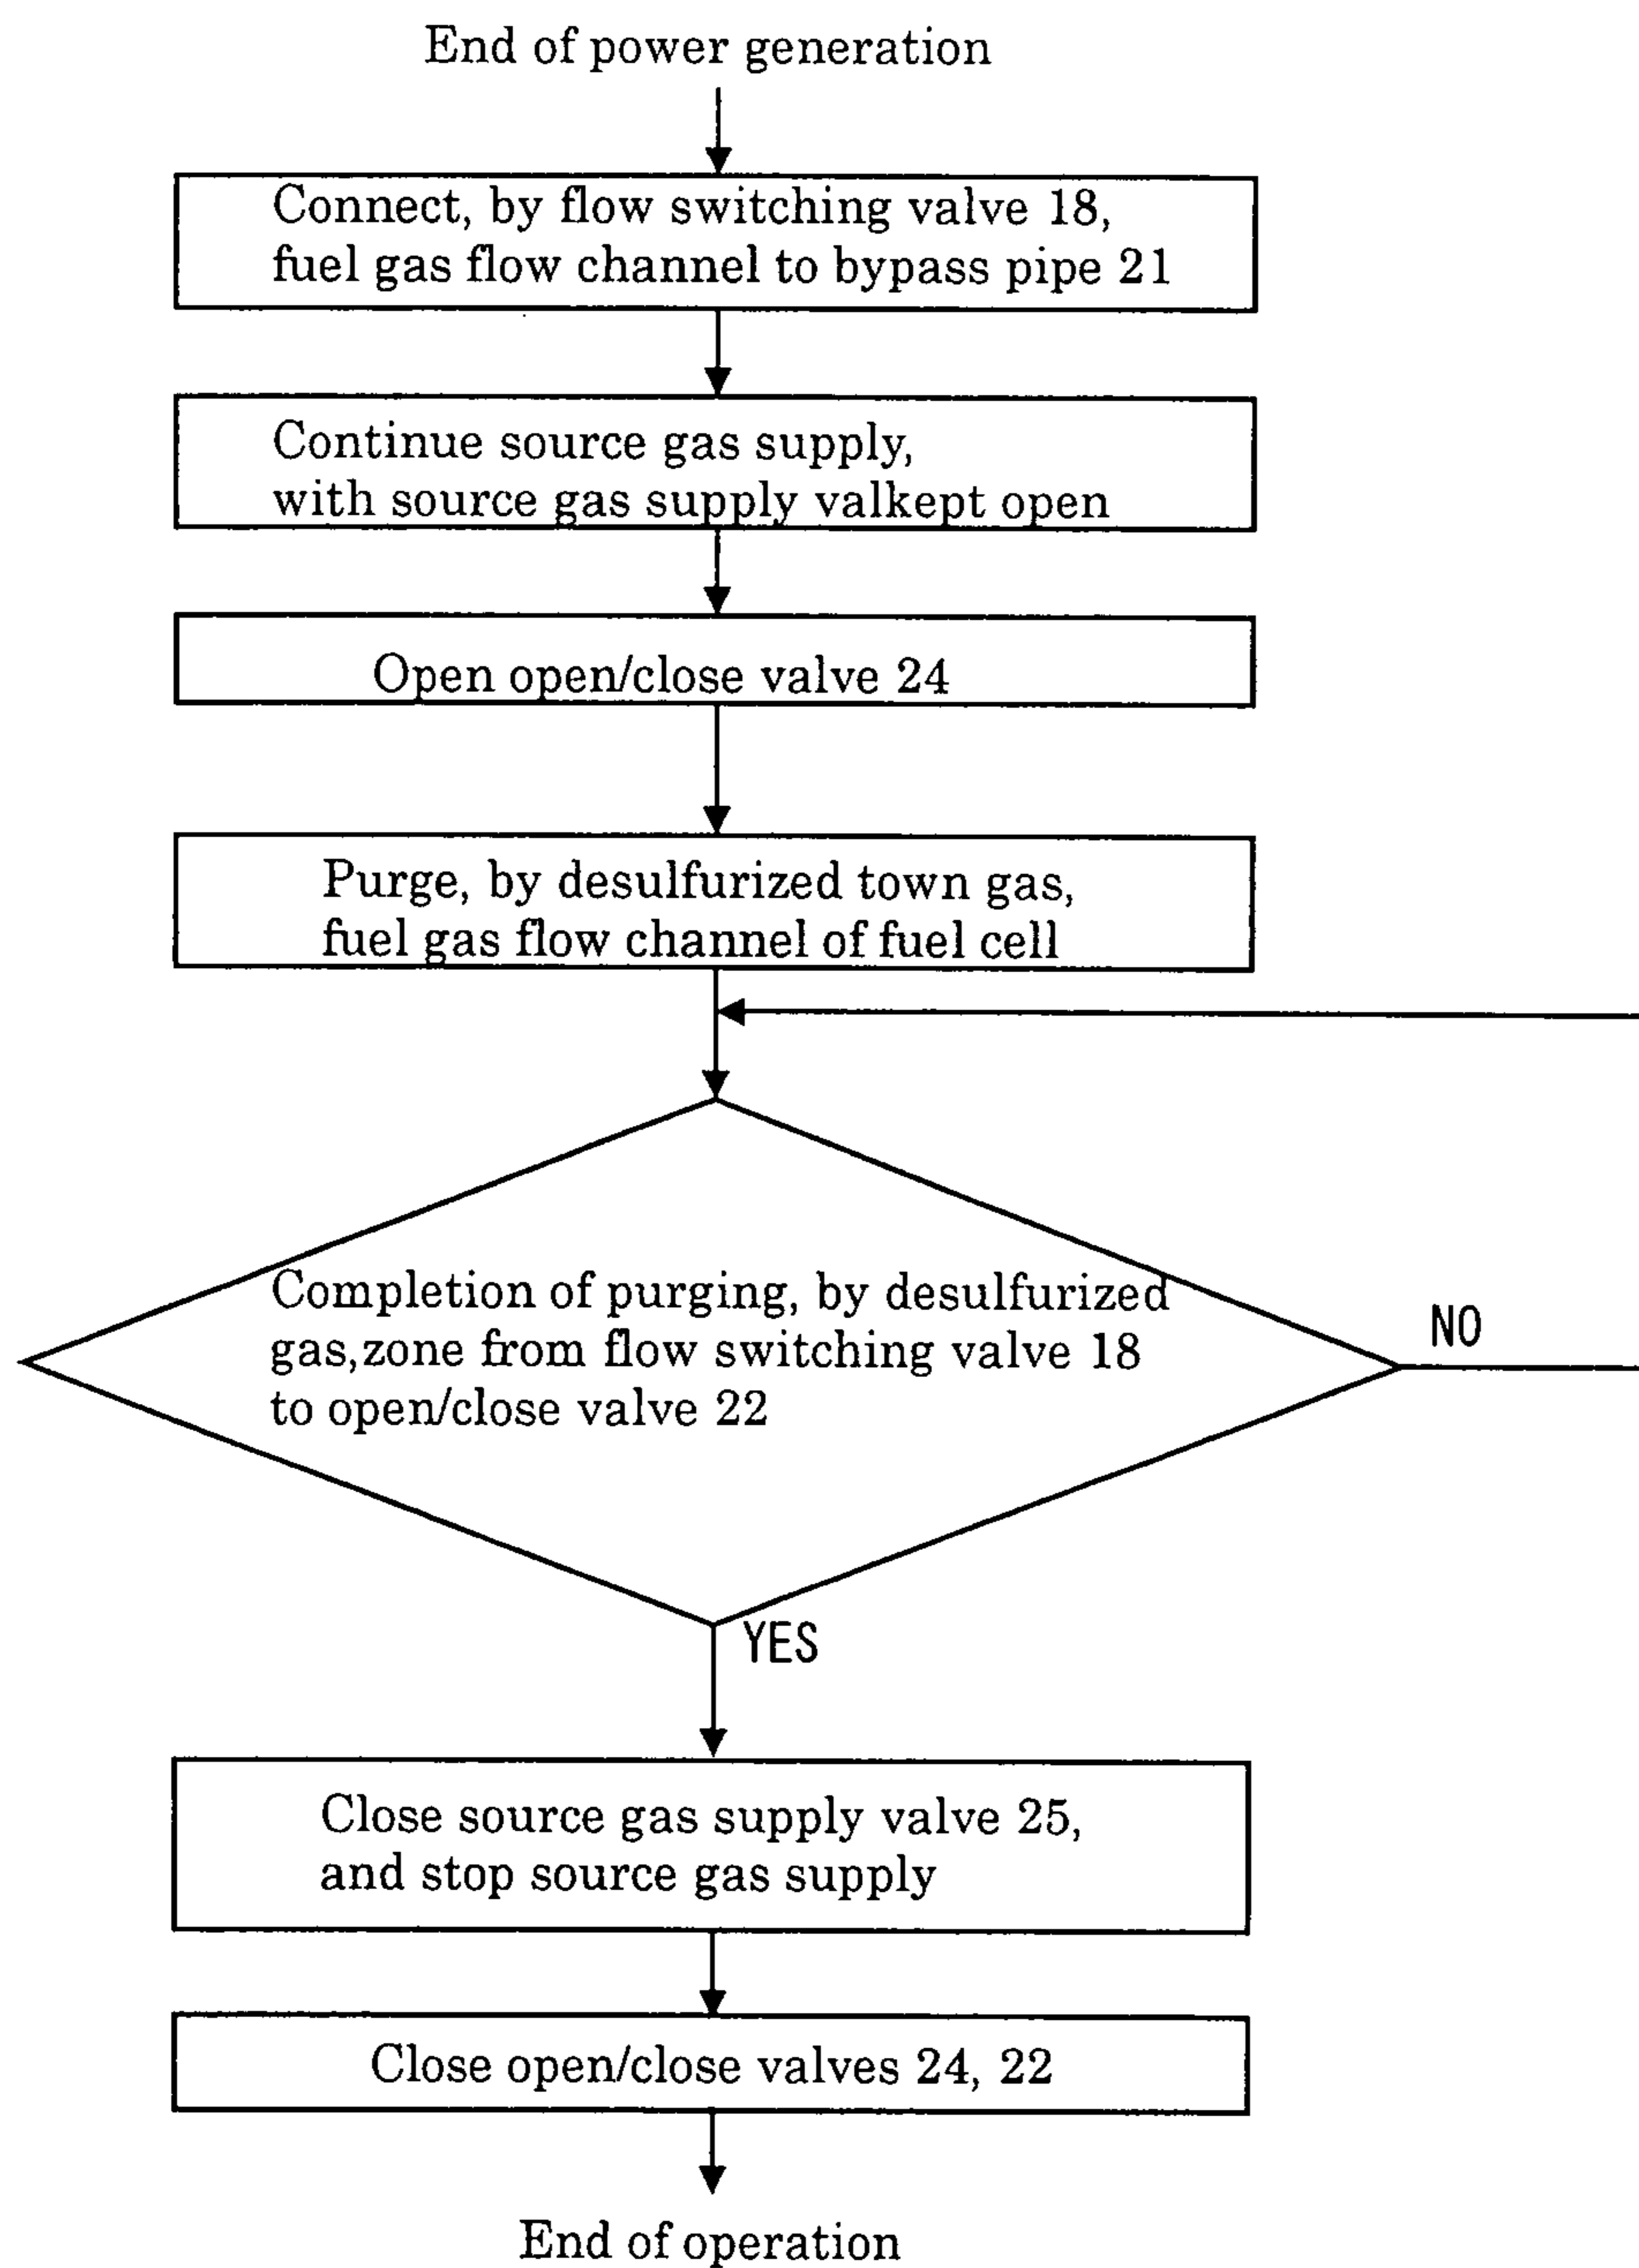 End of power generation
Connect, by flow switching valve 18,
fuel gas flow channel to bypass pipe 21
Continue source gas supply,
with source gas supply valkept open
Open open/close valve 24
Purge, by desulfurized town gas,
fuel gas flow channel of fuel cell
Completion of purging, by desulfurized
gas,zone from flow switching valve 18
to open/close valve 22
NO
YES
Close source gas supply valve 25,
and stop source gas supply
Close open/close valves 24, 22
End of operation